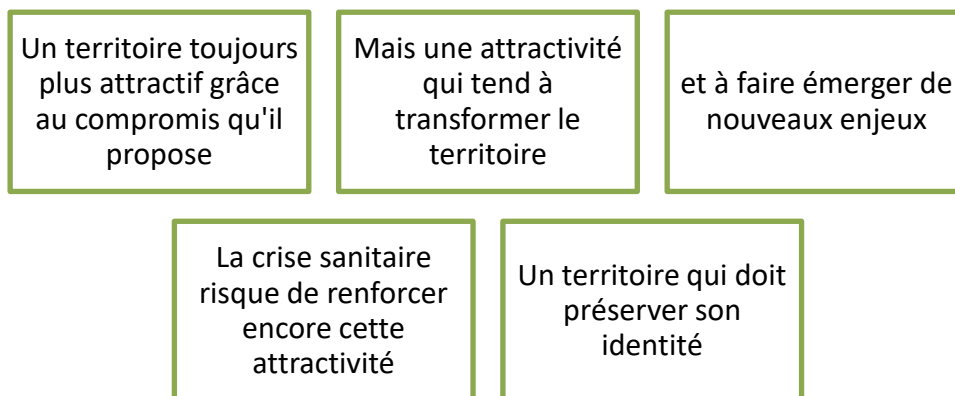 Un territoire toujours
plus attractif grâce
au compromis qu'il
propose
Mais une attractivité
qui tend à
transformer le
territoire
et à faire émerger de
nouveaux enjeux
La crise sanitaire
risque de renforcer
encore cette
attractivité
Un territoire qui doit
préserver son
identité